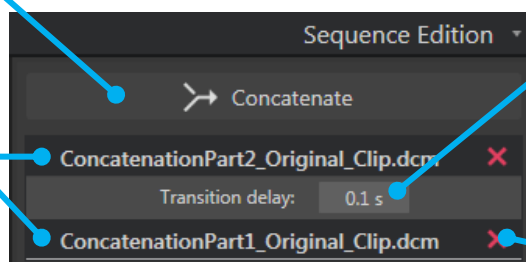 Sequence Edition
Concatenate
ConcatenationPart2_Original_Clip.dcm
Transition delay: 0.1 s
ConcatenationPart1_Original_Clip.dcm